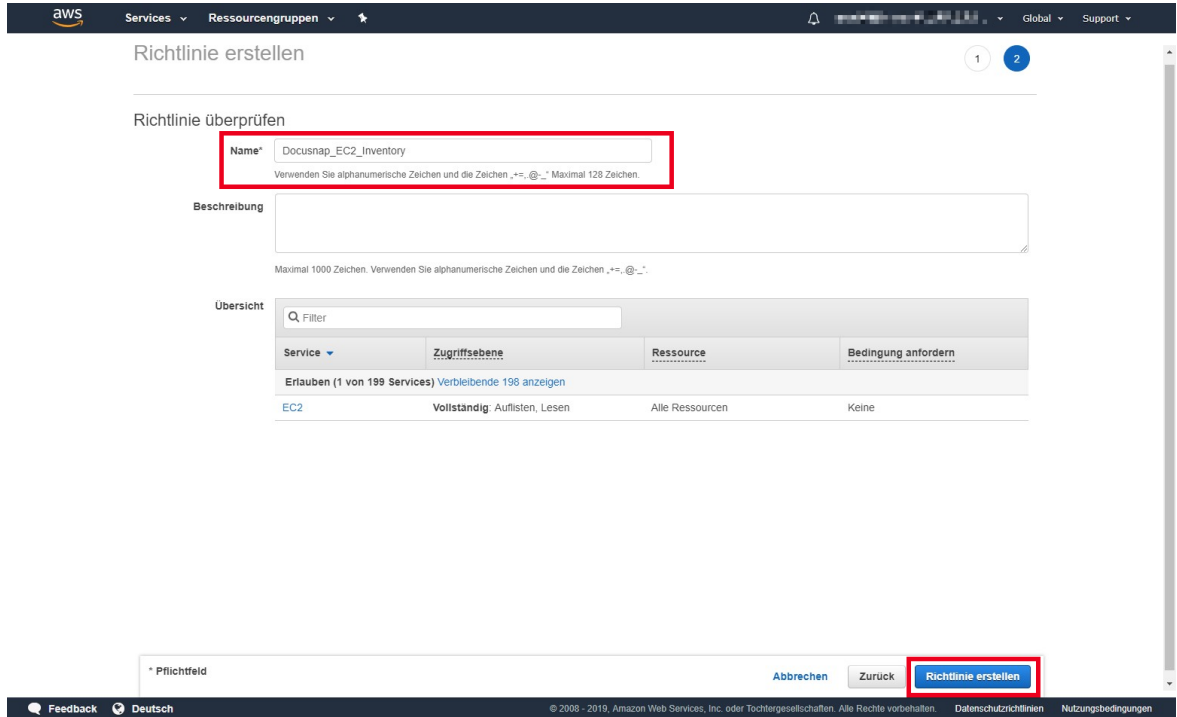 aws Services Ressourcengruppen Global Support
Richtlinie erstellen 1 2
Richtlinie überprüfen
Name* Docusnap_EC2_Inventory
Verwenden Sie alphanumerische Zeichen und die Zeichen „+=,.@-_“ Maximal 128 Zeichen.
Beschreibung
Maximal 1000 Zeichen. Verwenden Sie alphanumerische Zeichen und die Zeichen „+=,.@-_“.
Übersicht
Filter
Service Zugriffsebene Ressource Bedingung anfordern
Erlauben (1 von 199 Services) Verbleibende 198 anzeigen
EC2 Vollständig: Auflisten, Lesen Alle Ressourcen Keine
* Pflichtfeld Abbrechen Zurück Richtlinie erstellen
Feedback Deutsch © 2008 - 2019, Amazon Web Services, Inc. oder Tochtergesellschaften. Alle Rechte vorbehalten. Datenschutzrichtlinien Nutzungsbedingungen